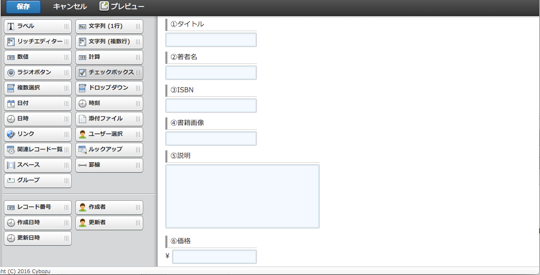 保存 キャンセル プレビュー
ラベル 文字列 (1行)
リッチエディター 文字列 (複数行)
数値 計算
ラジオボタン チェックボックス
複数選択 ドロップダウン
日付 時刻
日時 添付ファイル
リンク ユーザー選択
関連レコード一覧 ルックアップ
スペース 罫線
グループ
レコード番号 作成者
作成日時 更新者
更新日時
①タイトル
②著者名
③ISBN
④書籍画像
⑤説明
⑥価格
¥
ht (C) 2016 Cybozu